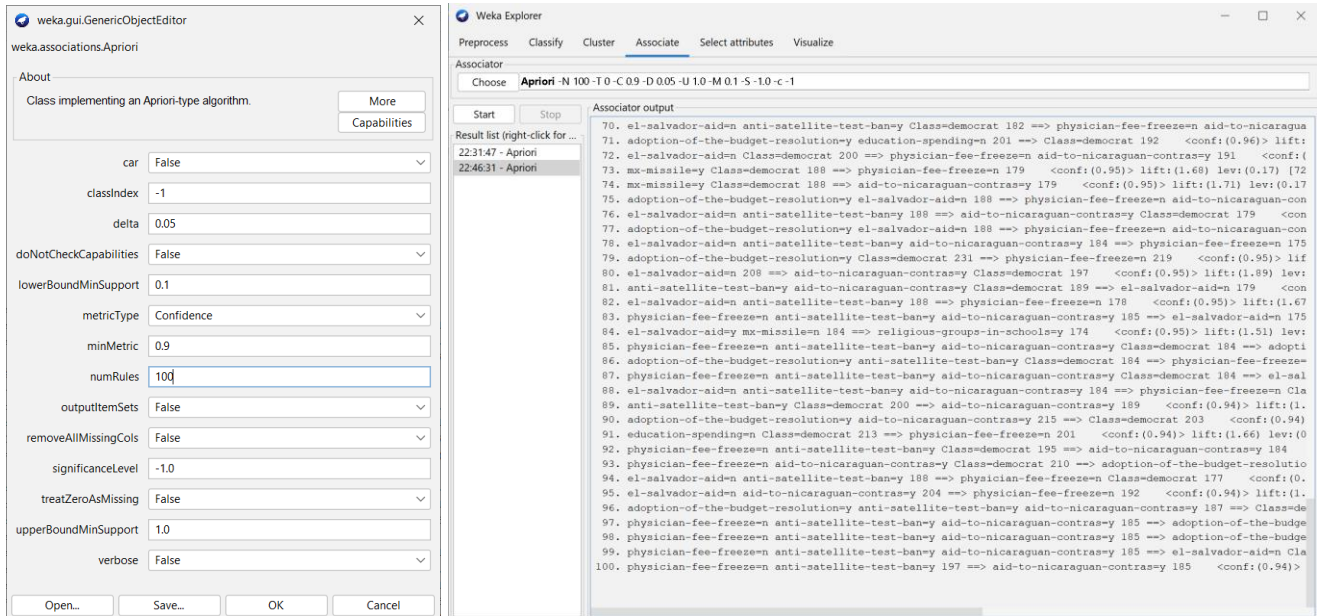 weka.gui.GenericObjectEditor
weka.associations.Apriori
About
Class implementing an Apriori-type algorithm.
More
Capabilities
car False
classIndex -1
delta 0.05
doNotCheckCapabilities False
lowerBoundMinSupport 0.1
metricType Confidence
minMetric 0.9
numRules 100
outputItemSets False
removeAllMissingCols False
significanceLevel -1.0
treatZeroAsMissing False
upperBoundMinSupport 1.0
verbose False
Open... Save... OK Cancel
Weka Explorer
Preprocess Classify Cluster Associate Select attributes Visualize
Associator
Choose Apriori -N 100 -T 0 -C 0.9 -D 0.05 -U 1.0 -M 0.1 -S -1.0 -c -1
Start Stop
Result list (right-click for ...
22:31:47 - Apriori
22:46:31 - Apriori
Associator output
70. el-salvador-aid=n anti-satellite-test-ban=y Class=democrat 182 ==> physician-fee-freeze=n aid-to-nicaragua
71. adoption-of-the-budget-resolution=y education-spending=n 201 ==> Class=democrat 192 <conf:(0.96)> lift:
72. el-salvador-aid=n Class=democrat 200 ==> physician-fee-freeze=n aid-to-nicaraguan-contras=y 191 <conf:(
73. mx-missile=y Class=democrat 188 ==> physician-fee-freeze=n 179 <conf:(0.95)> lift:(1.68) lev:(0.17) [72
74. mx-missile=y Class=democrat 188 ==> aid-to-nicaraguan-contras=y 179 <conf:(0.95)> lift:(1.71) lev:(0.17
75. adoption-of-the-budget-resolution=y el-salvador-aid=n 188 ==> physician-fee-freeze=n aid-to-nicaraguan-con
76. el-salvador-aid=n anti-satellite-test-ban=y 188 ==> aid-to-nicaraguan-contras=y Class=democrat 179 <con
77. adoption-of-the-budget-resolution=y el-salvador-aid=n 188 ==> physician-fee-freeze=n aid-to-nicaraguan-con
78. el-salvador-aid=n anti-satellite-test-ban=y aid-to-nicaraguan-contras=y 184 ==> physician-fee-freeze=n 175
79. adoption-of-the-budget-resolution=y Class=democrat 231 ==> physician-fee-freeze=n 219 <conf:(0.95)> lif
80. el-salvador-aid=n 208 ==> aid-to-nicaraguan-contras=y Class=democrat 197 <conf:(0.95)> lift:(1.89) lev:
81. anti-satellite-test-ban=y aid-to-nicaraguan-contras=y Class=democrat 189 ==> el-salvador-aid=n 179 <con
82. el-salvador-aid=n anti-satellite-test-ban=y 188 ==> physician-fee-freeze=n 178 <conf:(0.95)> lift:(1.67
83. physician-fee-freeze=n anti-satellite-test-ban=y aid-to-nicaraguan-contras=y 185 ==> el-salvador-aid=n 175
84. el-salvador-aid=y mx-missile=n 184 ==> religious-groups-in-schools=y 174 <conf:(0.95)> lift:(1.51) lev:
85. physician-fee-freeze=n anti-satellite-test-ban=y aid-to-nicaraguan-contras=y Class=democrat 184 ==> adopti
86. adoption-of-the-budget-resolution=y anti-satellite-test-ban=y Class=democrat 184 ==> physician-fee-freeze=
87. physician-fee-freeze=n anti-satellite-test-ban=y aid-to-nicaraguan-contras=y Class=democrat 184 ==> el-sal
88. el-salvador-aid=n anti-satellite-test-ban=y aid-to-nicaraguan-contras=y 184 ==> physician-fee-freeze=n Cla
89. anti-satellite-test-ban=y Class=democrat 200 ==> aid-to-nicaraguan-contras=y 189 <conf:(0.94)> lift:(1.
90. adoption-of-the-budget-resolution=y aid-to-nicaraguan-contras=y 215 ==> Class=democrat 203 <conf:(0.94)
91. education-spending=n Class=democrat 213 ==> physician-fee-freeze=n 201 <conf:(0.94)> lift:(1.66) lev:(0
92. physician-fee-freeze=n anti-satellite-test-ban=y Class=democrat 195 ==> aid-to-nicaraguan-contras=y 184
93. physician-fee-freeze=n aid-to-nicaraguan-contras=y Class=democrat 210 ==> adoption-of-the-budget-resolutio
94. el-salvador-aid=n anti-satellite-test-ban=y 188 ==> physician-fee-freeze=n Class=democrat 177 <conf:(0.
95. el-salvador-aid=n aid-to-nicaraguan-contras=y 204 ==> physician-fee-freeze=n 192 <conf:(0.94)> lift:(1.
96. adoption-of-the-budget-resolution=y anti-satellite-test-ban=y aid-to-nicaraguan-contras=y 187 ==> Class=de
97. physician-fee-freeze=n anti-satellite-test-ban=y aid-to-nicaraguan-contras=y 185 ==> adoption-of-the-budge
98. physician-fee-freeze=n anti-satellite-test-ban=y aid-to-nicaraguan-contras=y 185 ==> adoption-of-the-budge
99. physician-fee-freeze=n anti-satellite-test-ban=y aid-to-nicaraguan-contras=y 185 ==> el-salvador-aid=n Cla
100. physician-fee-freeze=n anti-satellite-test-ban=y 197 ==> aid-to-nicaraguan-contras=y 185 <conf:(0.94)>